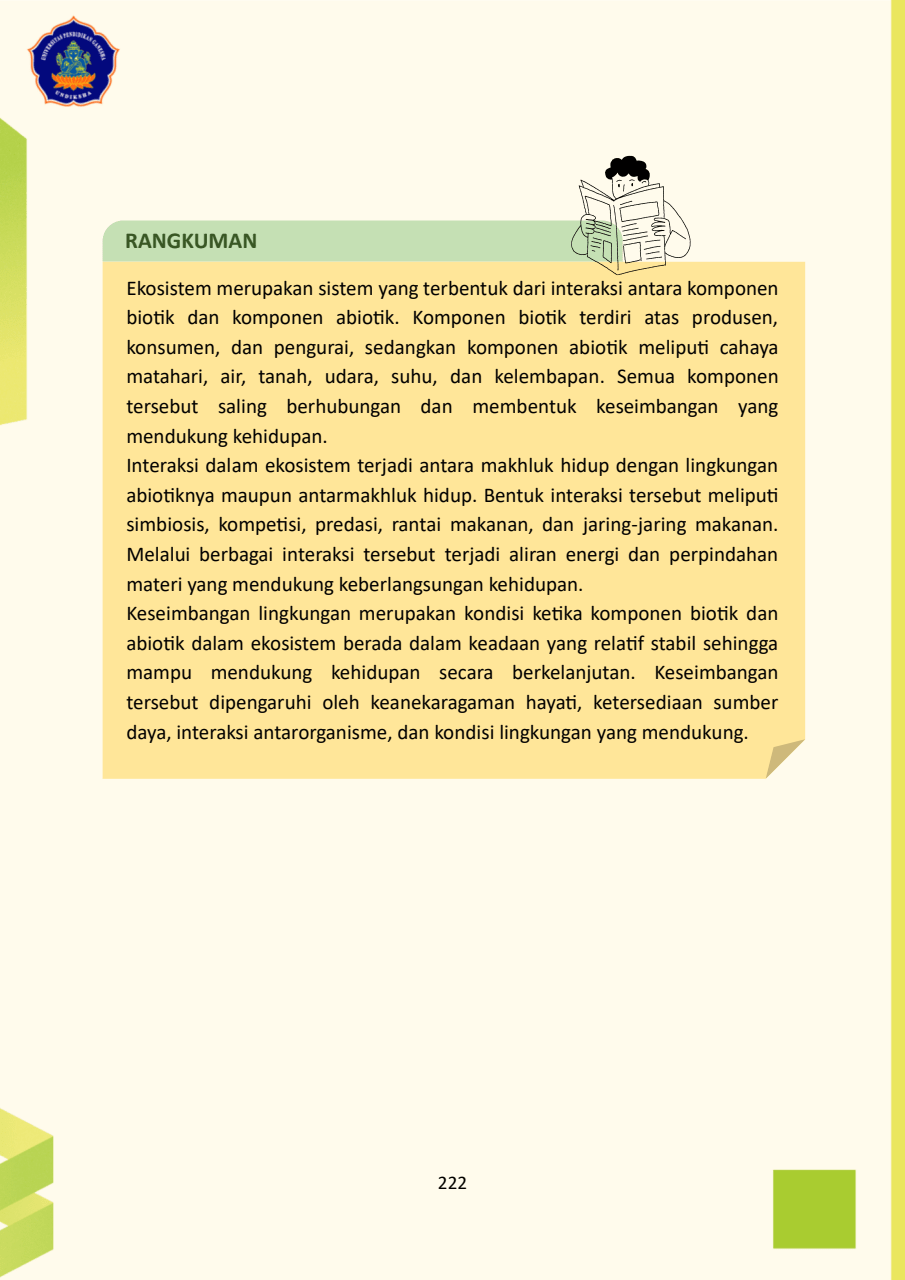 UNIVERSITAS PENDIDIKAN GANESHA
UNDIKSHA
RANGKUMAN
Ekosistem merupakan sistem yang terbentuk dari interaksi antara komponen
biotik dan komponen abiotik. Komponen biotik terdiri atas produsen,
konsumen, dan pengurai, sedangkan komponen abiotik meliputi cahaya
matahari, air, tanah, udara, suhu, dan kelembapan. Semua komponen
tersebut saling berhubungan dan membentuk keseimbangan yang
mendukung kehidupan.
Interaksi dalam ekosistem terjadi antara makhluk hidup dengan lingkungan
abiotiknya maupun antarmakhluk hidup. Bentuk interaksi tersebut meliputi
simbiosis, kompetisi, predasi, rantai makanan, dan jaring-jaring makanan.
Melalui berbagai interaksi tersebut terjadi aliran energi dan perpindahan
materi yang mendukung keberlangsungan kehidupan.
Keseimbangan lingkungan merupakan kondisi ketika komponen biotik dan
abiotik dalam ekosistem berada dalam keadaan yang relatif stabil sehingga
mampu mendukung kehidupan secara berkelanjutan. Keseimbangan
tersebut dipengaruhi oleh keanekaragaman hayati, ketersediaan sumber
daya, interaksi antarorganisme, dan kondisi lingkungan yang mendukung.
222